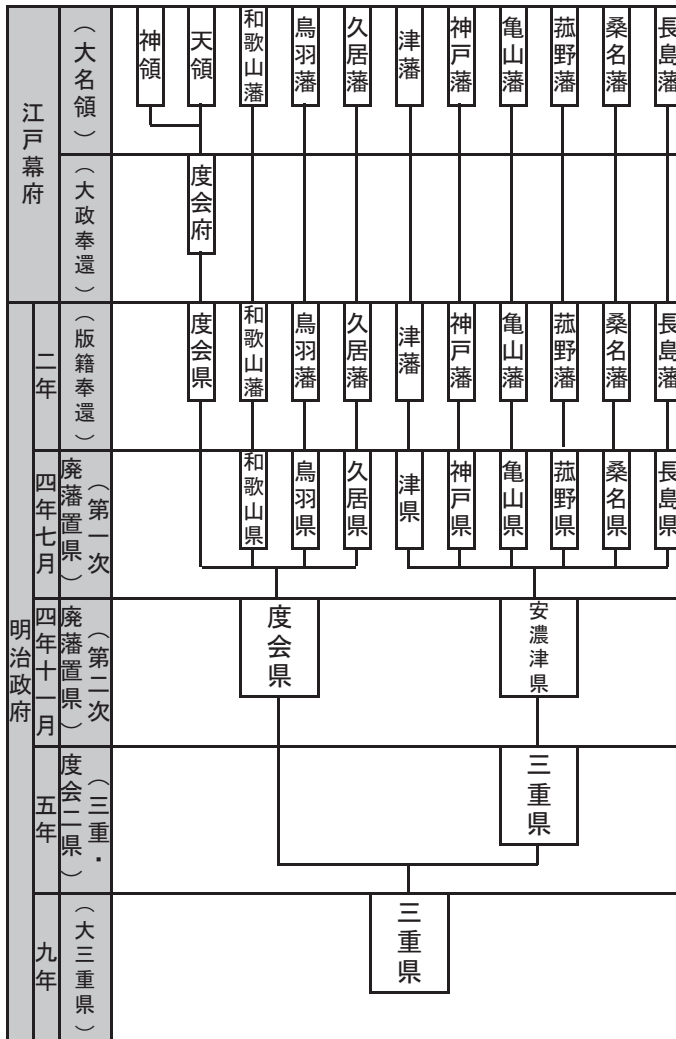 江戸幕府
（大名領）
神領
天領
和歌山藩
鳥羽藩
久居藩
津藩
神戸藩
亀山藩
菰野藩
桑名藩
長島藩
（大政奉還）
度会府
明治政府
二年
（版籍奉還）
度会県
和歌山藩
鳥羽藩
久居藩
津藩
神戸藩
亀山藩
菰野藩
桑名藩
長島藩
四年七月
（第一次
廃藩置県）
和歌山県
鳥羽県
久居県
津県
神戸県
亀山県
菰野県
桑名県
長島県
四年十一月
（第二次
廃藩置県）
度会県
安濃津県
五年
（三重・
度会二県）
三重県
九年
（大三重県）
三重県